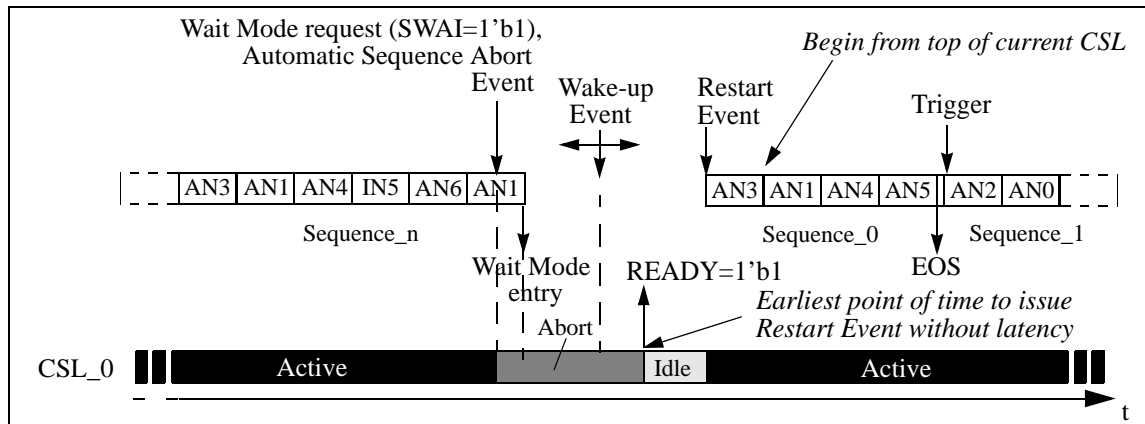 Wait Mode request (SWAI=1'b1),
Automatic Sequence Abort
Event
Wake-up
Event
Restart
Event
Begin from top of current CSL
Trigger
AN3 AN1 AN4 IN5 AN6 AN1
AN3 AN1 AN4 AN5 AN2 AN0
Sequence_n
Sequence_0
Sequence_1
Wait Mode
entry
READY=1'b1
EOS
Earliest point of time to issue
Restart Event without latency
Abort
CSL_0
Active
Idle
Active
t